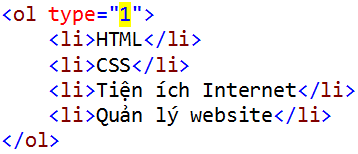 <ol type="1">
<li>HTML</li>
<li>CSS</li>
<li>Tiện ích Internet</li>
<li>Quản lý website</li>
</ol>